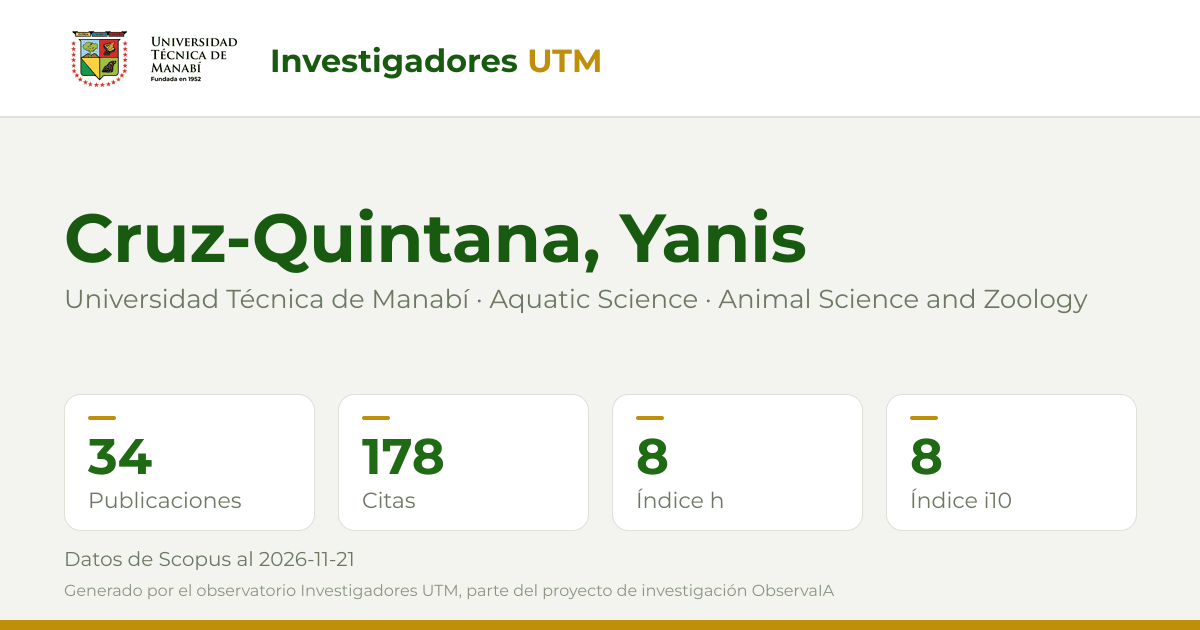 UNIVERSIDAD
TÉCNICA DE
MANABÍ
Fundada en 1952
Investigadores UTM
Cruz-Quintana, Yanis
Universidad Técnica de Manabí · Aquatic Science · Animal Science and Zoology
34
Publicaciones
178
Citas
8
Índice h
8
Índice i10
Datos de Scopus al 2026-11-21
Generado por el observatorio Investigadores UTM, parte del proyecto de investigación ObservaIA